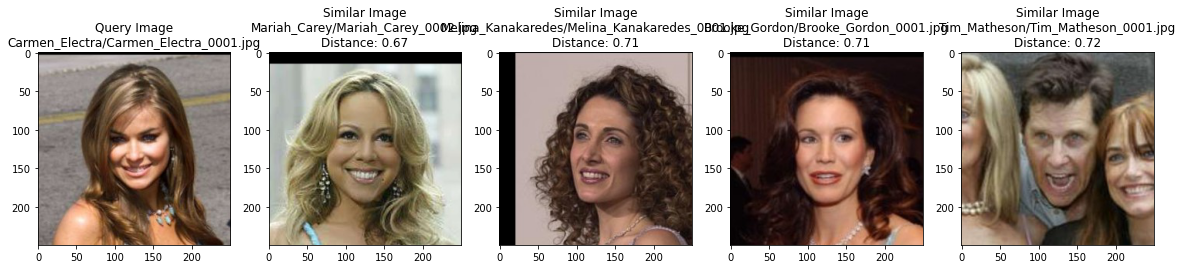 Query Image
Carmen_Electra/Carmen_Electra_0001.jpg
0
50
100
150
200
0 50 100 150 200
Similar Image
Mariah_Carey/Mariah_Carey_0002.jpg
Distance: 0.67
0
50
100
150
200
0 50 100 150 200
Similar Image
Melina_Kanakaredes/Melina_Kanakaredes_0001.jpg
Distance: 0.71
0
50
100
150
200
0 50 100 150 200
Similar Image
Brooke_Gordon/Brooke_Gordon_0001.jpg
Distance: 0.71
0
50
100
150
200
0 50 100 150 200
Similar Image
Tim_Matheson/Tim_Matheson_0001.jpg
Distance: 0.72
0
50
100
150
200
0 50 100 150 200